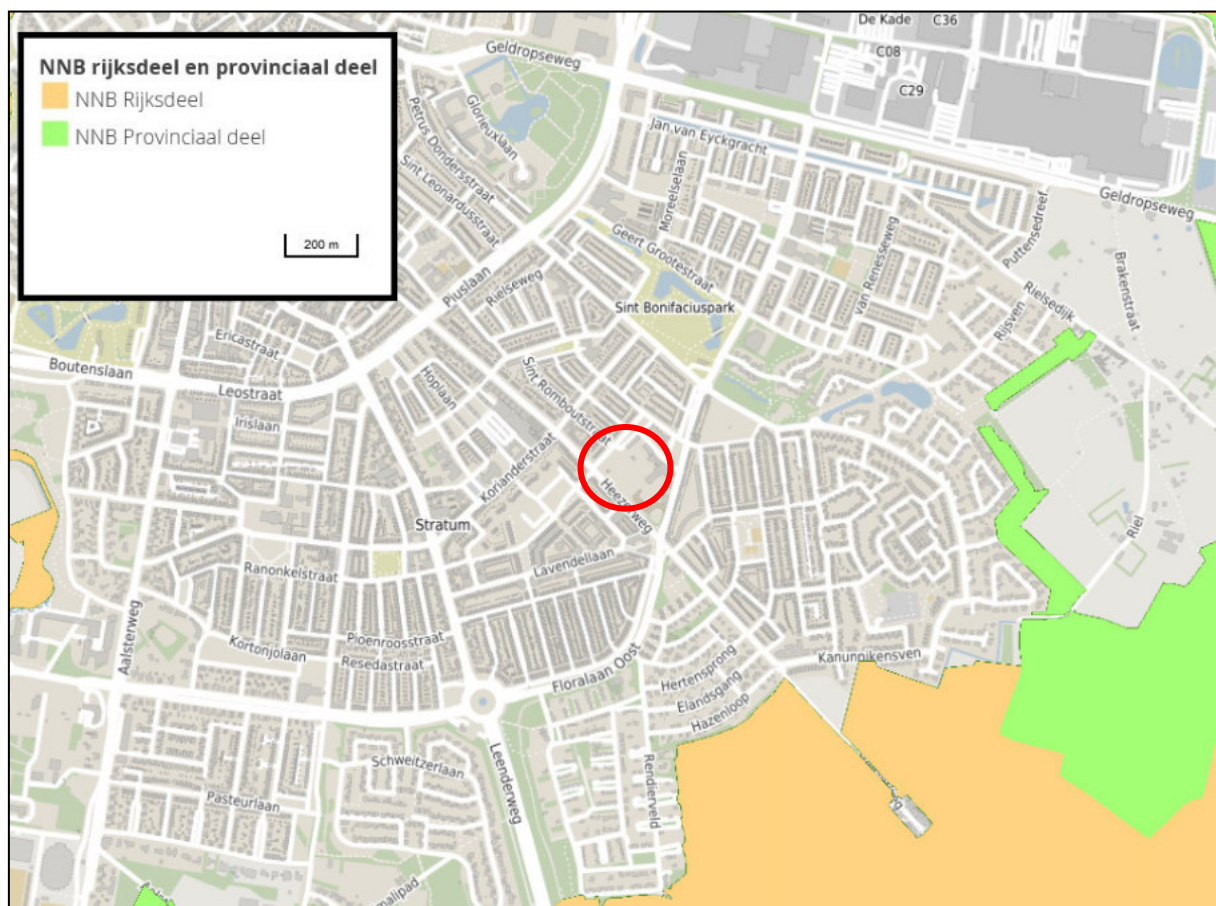 NNB rijksdeel en provinciaal deel
NNB Rijksdeel
NNB Provinciaal deel
200 m
De Kade
C36
C08
C29
Geldropseweg
Glorieuxlaan
Petrus Dondersstraat
Sint Leonardusstraat
Jan van Eyckgracht
Moreelselaan
Geldropseweg
Puttensedreef
Brakenstraat
Geert Grootestraat
van Renesseweg
Piuslaan
Rielseweg
Sint Bonifaciuspark
Rielsedijk
Rijsven
Ericastraat
Boutenslaan
Leostraat
Hoplaan
Sint Romboutstraat
Irislaan
Korianderstraat
Heezerweg
Stratum
Riel
Lavendellaan
Ranonkelstraat
Aalsterweg
Pioenroosstraat
Kortonjolaan
Resedastraat
Floralaan Oost
Kanunnikensven
Hertensprong
Elandsgang
Hazenloop
Leenderweg
Schweitzerlaan
Rendierveld
Pasteurlaan
malipad